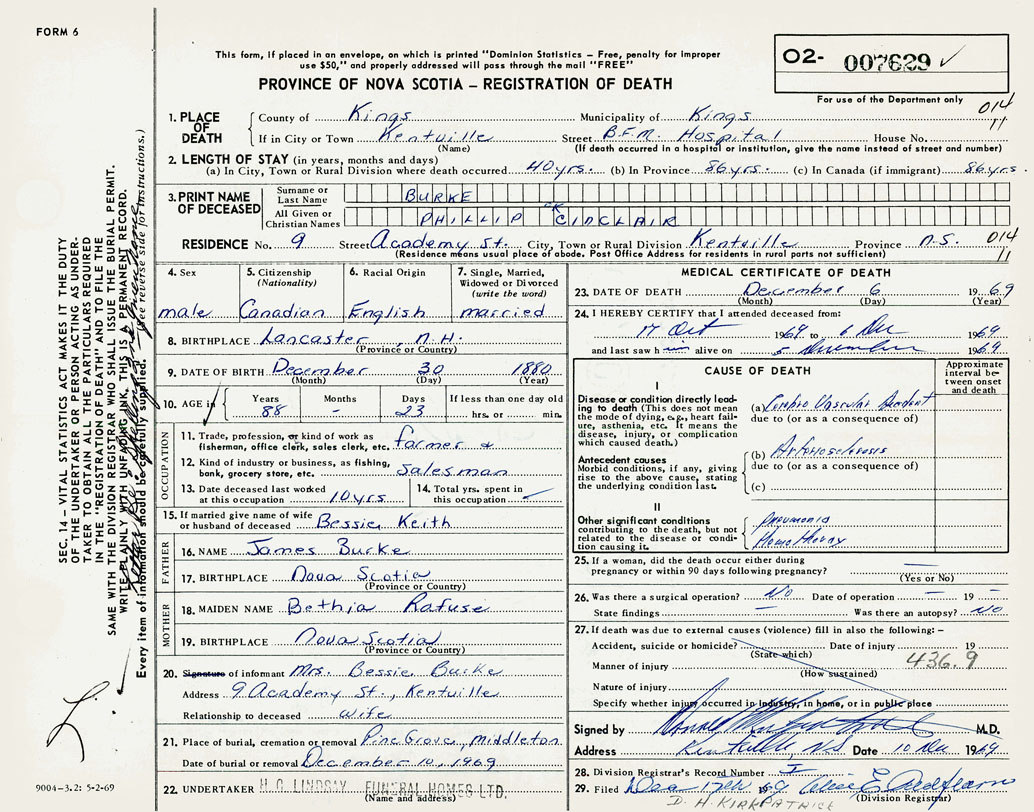 FORM 6
This form, if placed in an envelope, on which is printed "Dominion Statistics – Free, penalty for improper
use $50," and properly addressed will pass through the mail "FREE"
PROVINCE OF NOVA SCOTIA – REGISTRATION OF DEATH
02- 007629 ✓
For use of the Department only
014
11
1. PLACE OF DEATH
County of Kings Municipality of Kings
If in City or Town Kentville Street B.F.M. Hospital House No.
(Name) (If death occurred in a hospital or institution, give the name instead of street and number)
2. LENGTH OF STAY (in years, months and days)
(a) In City, Town or Rural Division where death occurred 40 yrs. (b) In Province 86 yrs. (c) In Canada (if immigrant) 86 yrs
3. PRINT NAME OF DECEASED
Surname or Last Name BURKE
All Given or Christian Names PHILLIP CINCLAIR
RESIDENCE No. 9 Street Academy St. City, Town or Rural Division Kentville Province N.S. 014
11
(Residence means usual place of abode. Post Office Address for residents in rural parts not sufficient)
4. Sex
male
5. Citizenship (Nationality)
Canadian
6. Racial Origin
English
7. Single, Married, Widowed or Divorced (write the word)
married
8. BIRTHPLACE Lancaster, N.H.
(Province or Country)
9. DATE OF BIRTH December 30 1880
(Month) (Day) (Year)
10. AGE in Years Months Days If less than one day old
88 - 23 hrs. or min.
OCCUPATION
11. Trade, profession, or kind of work as
fisherman, office clerk, sales clerk, etc. farmer &
12. Kind of industry or business, as fishing,
bank, grocery store, etc. salesman
13. Date deceased last worked
at this occupation 10 yrs
14. Total yrs. spent in
this occupation
15. If married give name of wife
or husband of deceased Bessie Keith
FATHER
16. NAME James Burke
17. BIRTHPLACE Nova Scotia
(Province or Country)
MOTHER
18. MAIDEN NAME Bethia Rafuse
19. BIRTHPLACE Nova Scotia
(Province or Country)
20. Signature of informant Mrs. Bessie Burke
Address 9 Academy St., Kentville
Relationship to deceased wife
21. Place of burial, cremation or removal Pine Grove, Middleton
Date of burial or removal December 10, 1969
22. UNDERTAKER H. C. LINDSAY FUNERAL HOMES LTD.
(Name and address)
MEDICAL CERTIFICATE OF DEATH
23. DATE OF DEATH December 6 1969
(Month) (Day) (Year)
24. I HEREBY CERTIFY that I attended deceased from:
17 Oct 1969 to 6 Dec 1969
and last saw him alive on 5 December 1969.
CAUSE OF DEATH
Approximate interval between onset and death
I
Disease or condition directly leading to death (This does not mean the mode of dying, e.g., heart failure, asthenia, etc. It means the disease, injury, or complication which caused death.)
(a) Cerebro Vascular Accident
due to (or as a consequence of)
Antecedent causes
Morbid conditions, if any, giving rise to the above cause, stating the underlying condition last.
(b) Arteriosclerosis
due to (or as a consequence of)
(c)
II
Other significant conditions contributing to the death, but not related to the disease or condition causing it.
Pneumonia
25. If a woman, did the death occur either during
pregnancy or within 90 days following pregnancy? —
(Yes or No)
26. Was there a surgical operation? No Date of operation – 19 –
State findings – Was there an autopsy? No
27. If death was due to external causes (violence) fill in also the following: –
Accident, suicide or homicide? Date of injury 19
(State which)
436.9
Manner of injury
(How sustained)
Nature of injury
Specify whether injury occurred in industry, in home, or in public place
Signed by M.D.
Address Kentville, N.S Date 10 Dec 1969
28. Division Registrar's Record Number I
29. Filed Dec 17th 1969
(Division Registrar)
D. H. KIRKPATRICK
SEC. 14 – VITAL STATISTICS ACT MAKES IT THE DUTY
OF THE UNDERTAKER OR PERSON ACTING AS UNDERTAKER
TO OBTAIN ALL THE PARTICULARS REQUIRED
IN THE "REGISTRATION OF DEATH" AND TO FILE THE
SAME WITH THE DIVISION REGISTRAR WHO SHALL ISSUE THE BURIAL PERMIT.
WRITE PLAINLY WITH UNFADING INK. THIS IS A PERMANENT RECORD.
Every item of information should be carefully supplied. (See reverse side for instructions.)
9004-3.2: 5-2-69